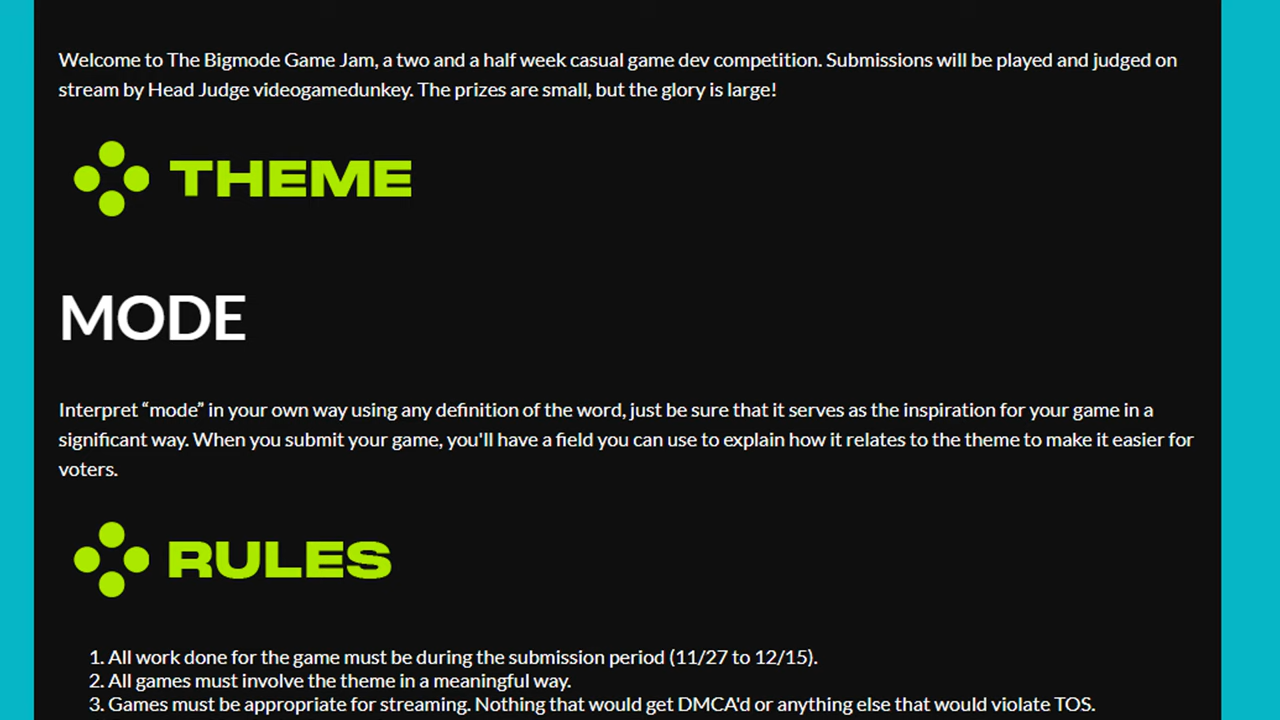 Welcome to The Bigmode Game Jam, a two and a half week casual game dev competition. Submissions will be played and judged on
stream by Head Judge videogamedunkey. The prizes are small, but the glory is large!
THEME
MODE
Interpret “mode” in your own way using any definition of the word, just be sure that it serves as the inspiration for your game in a
significant way. When you submit your game, you'll have a field you can use to explain how it relates to the theme to make it easier for
voters.
RULES
1. All work done for the game must be during the submission period (11/27 to 12/15).
2. All games must involve the theme in a meaningful way.
3. Games must be appropriate for streaming. Nothing that would get DMCA'd or anything else that would violate TOS.